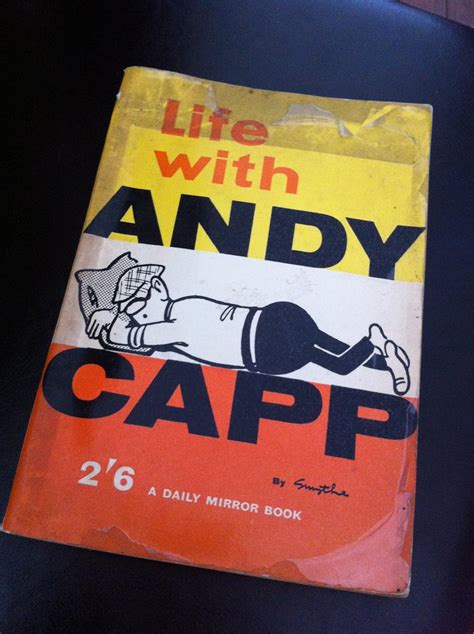 Life
with
ANDY
CAPP
By Smythe
2'6 A DAILY MIRROR BOOK